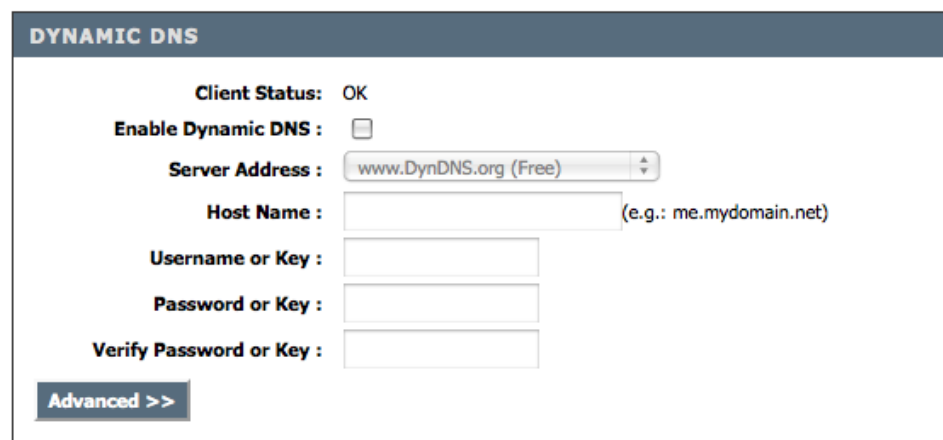 DYNAMIC DNS
Client Status: OK
Enable Dynamic DNS :
Server Address : www.DynDNS.org (Free)
Host Name : (e.g.: me.mydomain.net)
Username or Key :
Password or Key :
Verify Password or Key :
Advanced >>